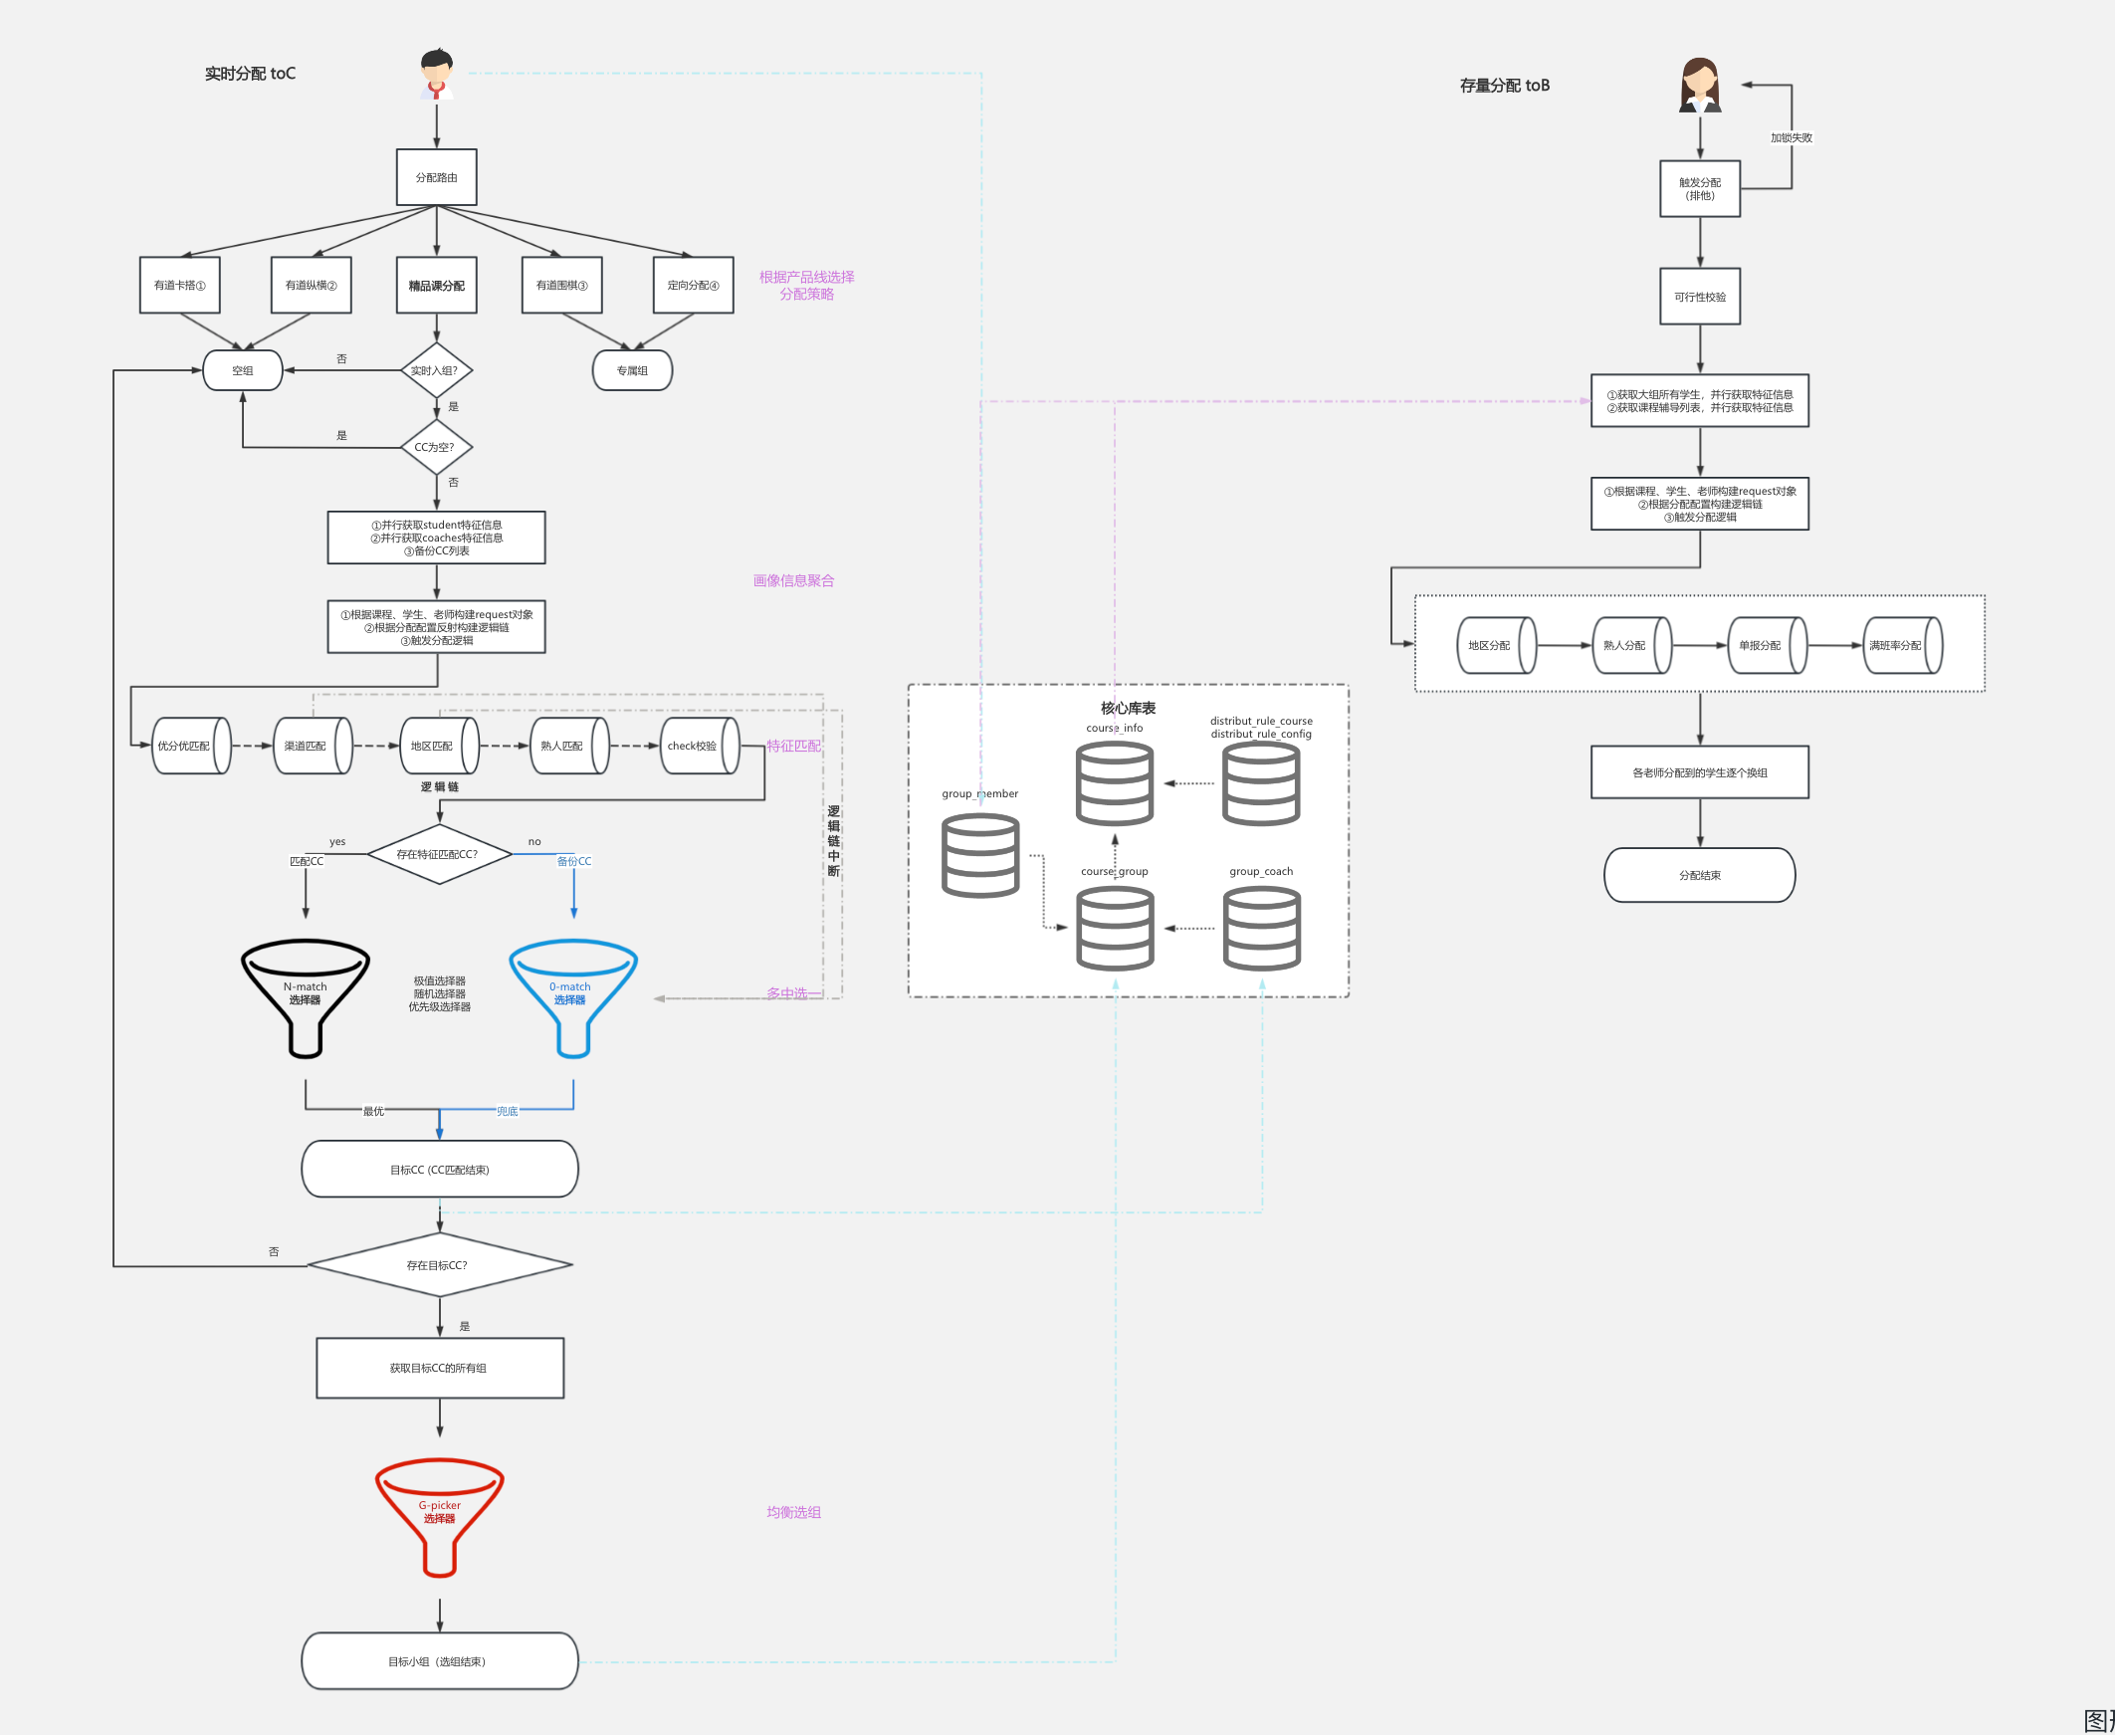 实时分配 toC
分配路由
有道卡搭①
有道纵横②
精品课分配
有道围棋③
定向分配④
根据产品线选择
分配策略
空组
否
实时入组?
专属组
是
是
CC为空?
否
①并行获取student特征信息
②并行获取coaches特征信息
③备份CC列表
画像信息聚合
①根据课程、学生、老师构建request对象
②根据分配配置反射构建逻辑链
③触发分配逻辑
优分优匹配
渠道匹配
地区匹配
熟人匹配
check校验
特征匹配
逻 辑 链
逻辑链中断
yes
no
匹配CC
存在特征匹配CC?
备份CC
N-match
选择器
极值选择器
随机选择器
优先级选择器
0-match
选择器
多中选一
最优
兜底
目标CC (CC匹配结束)
否
存在目标CC?
是
获取目标CC的所有组
G-picker
选择器
均衡选组
目标小组（选组结束）
核心库表
course_info
distribut_rule_course
distribut_rule_config
group_member
course_group
group_coach
存量分配 toB
加锁失败
触发分配
（排他）
可行性校验
①获取大组所有学生，并行获取特征信息
②获取课程辅导列表，并行获取特征信息
①根据课程、学生、老师构建request对象
②根据分配配置构建逻辑链
③触发分配逻辑
地区分配
熟人分配
单报分配
满班率分配
各老师分配到的学生逐个换组
分配结束